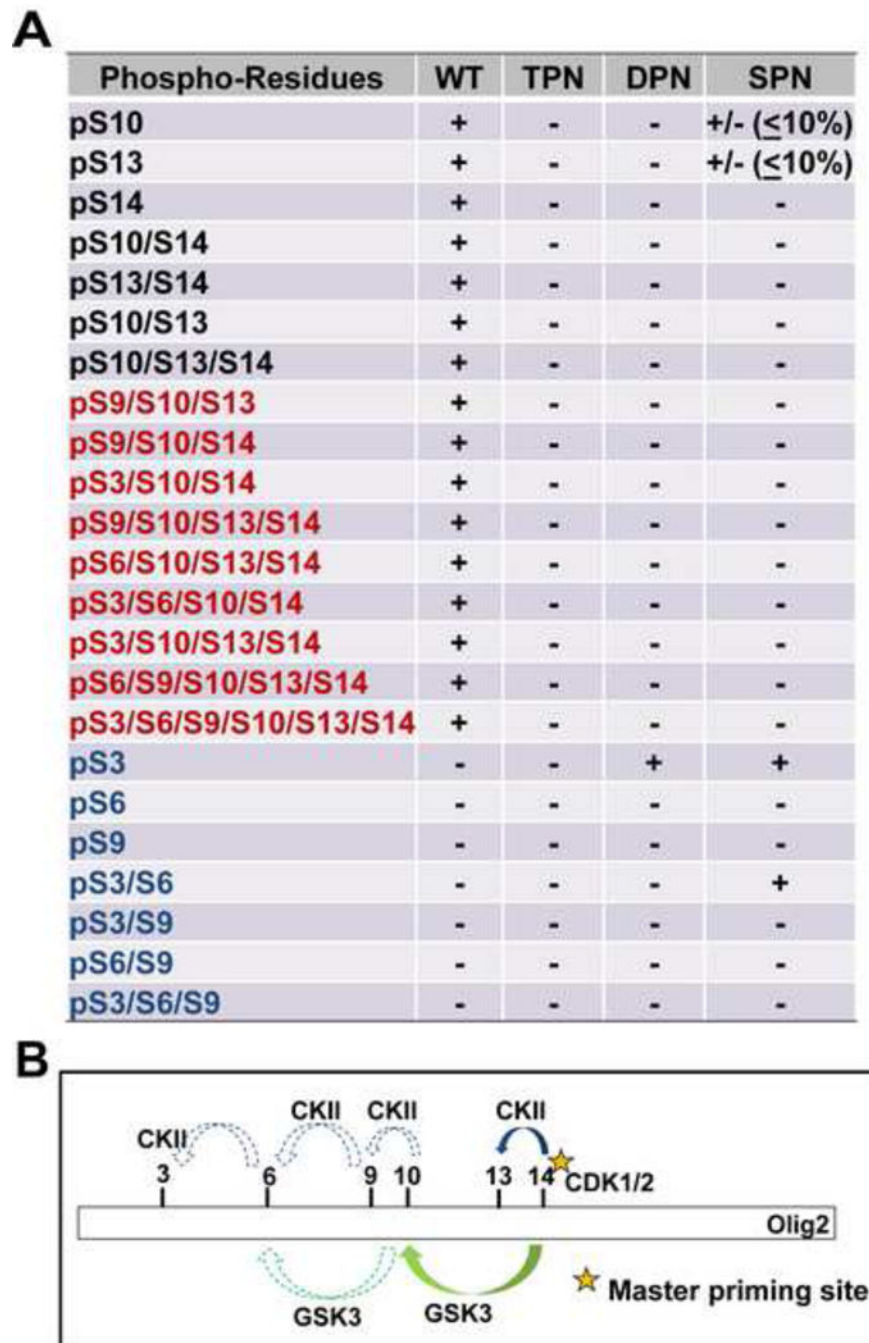 A
Phospho-Residues WT TPN DPN SPN
pS10 + - - +/- (≤10%)
pS13 + - - +/- (≤10%)
pS14 + - - -
pS10/S14 + - - -
pS13/S14 + - - -
pS10/S13 + - - -
pS10/S13/S14 + - - -
pS9/S10/S13 + - - -
pS9/S10/S14 + - - -
pS3/S10/S14 + - - -
pS9/S10/S13/S14 + - - -
pS6/S10/S13/S14 + - - -
pS3/S6/S10/S14 + - - -
pS3/S10/S13/S14 + - - -
pS6/S9/S10/S13/S14 + - - -
pS3/S6/S9/S10/S13/S14 + - - -
pS3 - - + +
pS6 - - - -
pS9 - - - -
pS3/S6 - - - +
pS3/S9 - - - -
pS6/S9 - - - -
pS3/S6/S9 - - - -
B
CKII CKII CKII CKII
3 6 9 10 13 14 CDK1/2
Olig2
GSK3 GSK3 Master priming site